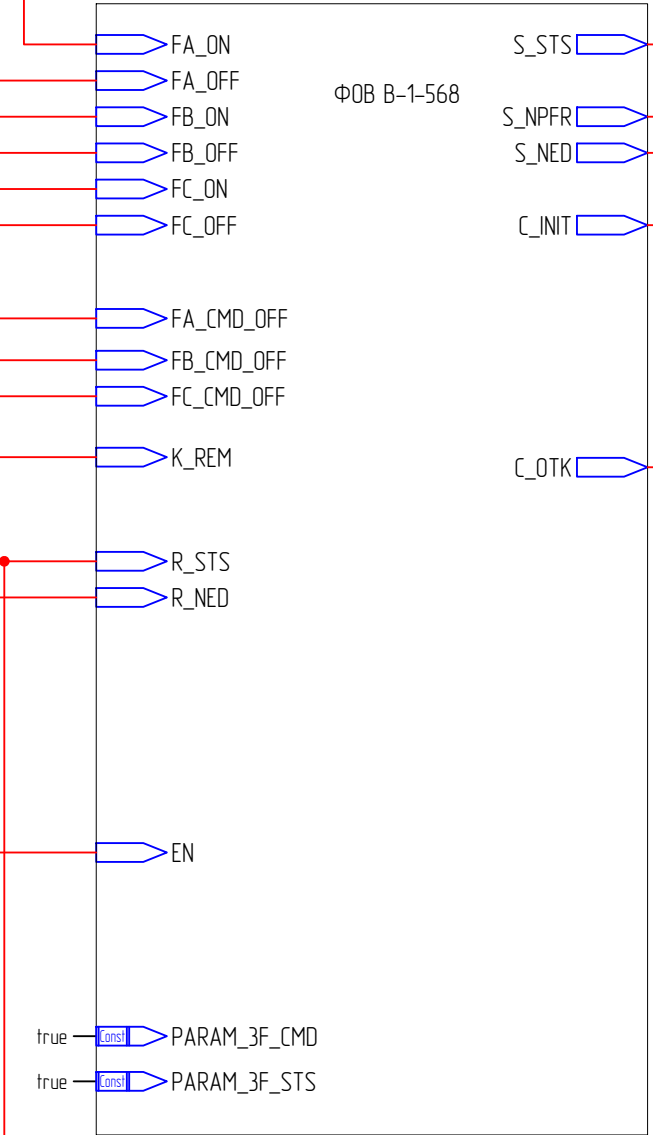 FA_ON S_STS
FA_OFF
ФОВ В-1-568
FB_ON S_NPFR
FB_OFF S_NED
FC_ON
FC_OFF C_INIT
FA_CMD_OFF
FB_CMD_OFF
FC_CMD_OFF
K_REM
C_OTK
R_STS
R_NED
EN
true Const PARAM_3F_CMD
true Const PARAM_3F_STS